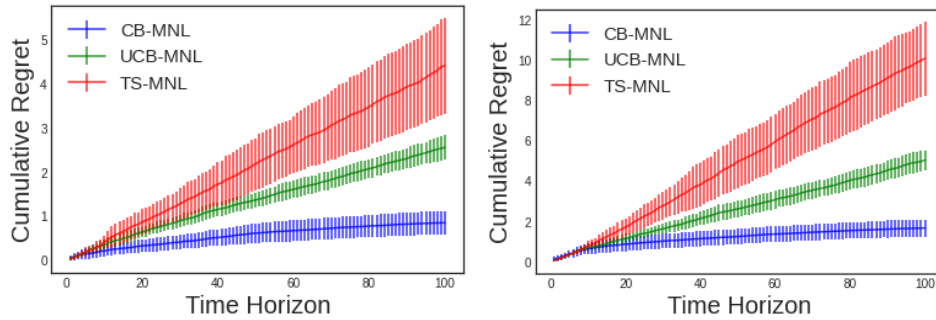 CB-MNL
UCB-MNL
TS-MNL
Cumulative Regret
5
4
3
2
1
0
0 20 40 60 80 100
Time Horizon
CB-MNL
UCB-MNL
TS-MNL
Cumulative Regret
12
10
8
6
4
2
0
0 20 40 60 80 100
Time Horizon